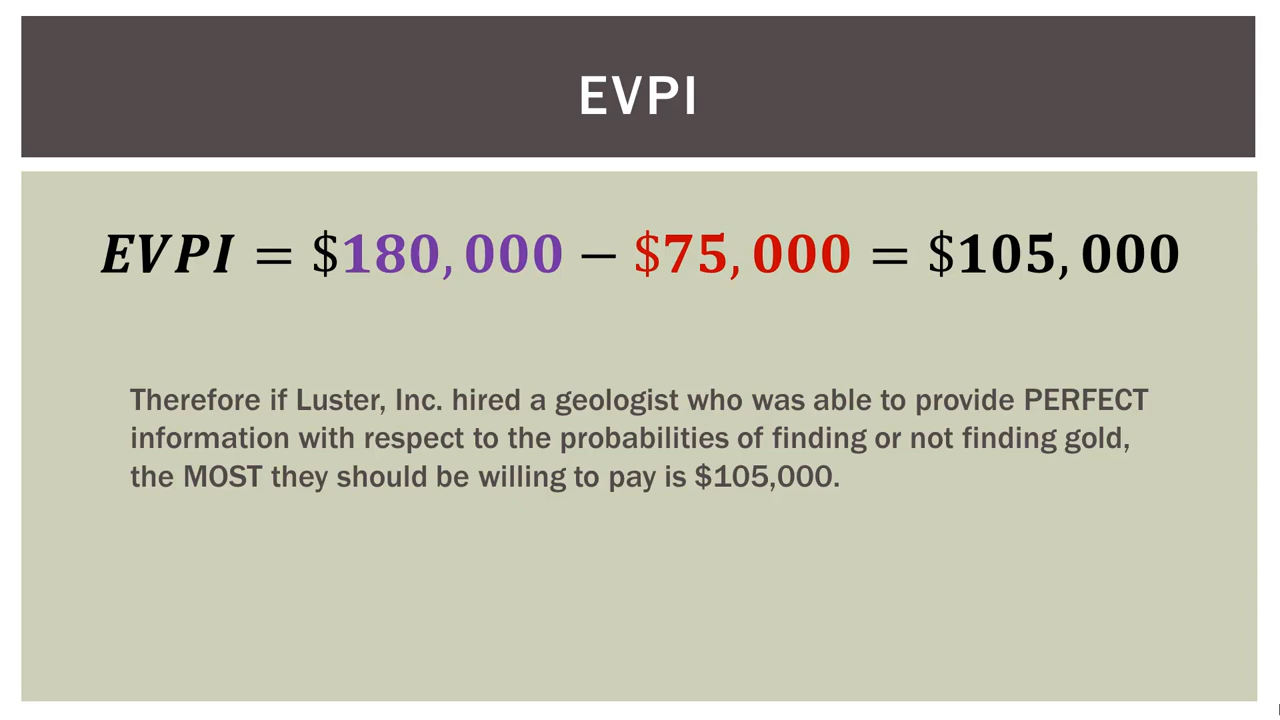 EVPI
EVPI = $180,000 − $75,000 = $105,000
Therefore if Luster, Inc. hired a geologist who was able to provide PERFECT
information with respect to the probabilities of finding or not finding gold,
the MOST they should be willing to pay is $105,000.